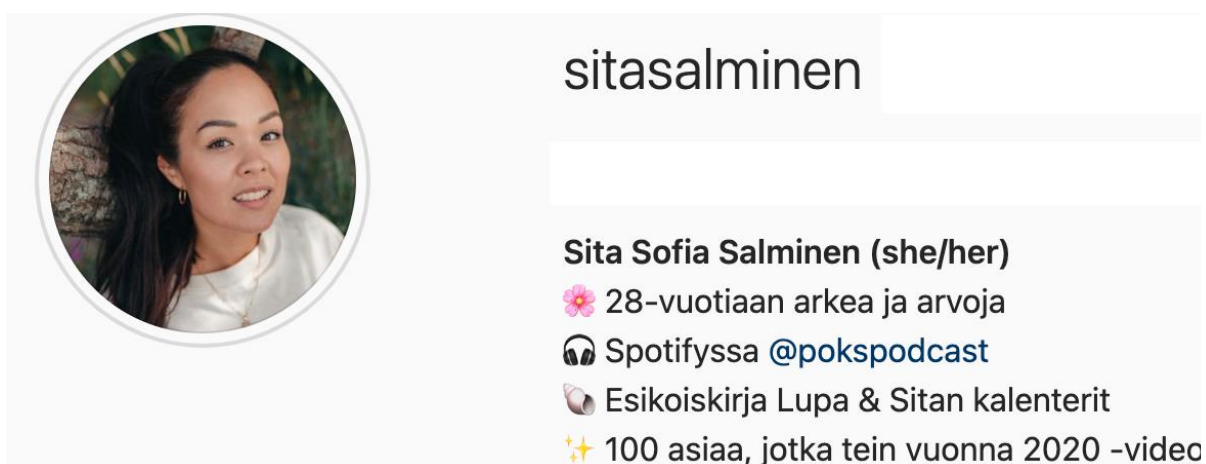 sitasalminen
Sita Sofia Salminen (she/her)
🌸 28-vuotiaan arkea ja arvoja
🎧 Spotifyssa @pokspodcast
🐚 Esikoiskirja Lupa & Sitan kalenterit
✨ 100 asiaa, jotka tein vuonna 2020 -video